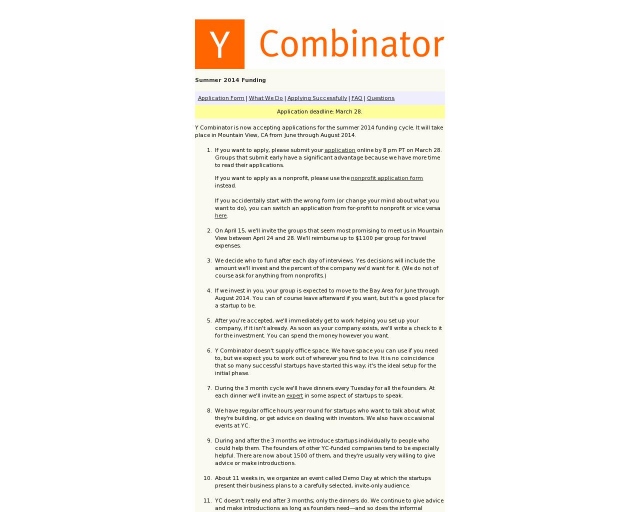 Y Combinator
Summer 2014 Funding
Application Form | What We Do | Applying Successfully | FAQ | Questions
Application deadline: March 28.
Y Combinator is now accepting applications for the summer 2014 funding cycle. It will take
place in Mountain View, CA from June through August 2014.
1. If you want to apply, please submit your application online by 8 pm PT on March 28.
Groups that submit early have a significant advantage because we have more time
to read their applications.
If you want to apply as a nonprofit, please use the nonprofit application form
instead.
If you accidentally start with the wrong form (or change your mind about what you
want to do), you can switch an application from for-profit to nonprofit or vice versa
here.
2. On April 15, we'll invite the groups that seem most promising to meet us in Mountain
View between April 24 and 28. We'll reimburse up to $1100 per group for travel
expenses.
3. We decide who to fund after each day of interviews. Yes decisions will include the
amount we'll invest and the percent of the company we'd want for it. (We do not of
course ask for anything from nonprofits.)
4. If we invest in you, your group is expected to move to the Bay Area for June through
August 2014. You can of course leave afterward if you want, but it's a good place for
a startup to be.
5. After you're accepted, we'll immediately get to work helping you set up your
company, if it isn't already. As soon as your company exists, we'll write a check to it
for the investment. You can spend the money however you want.
6. Y Combinator doesn't supply office space. We have space you can use if you need
to, but we expect you to work out of wherever you find to live. It is no coincidence
that so many successful startups have started this way; it's the ideal setup for the
initial phase.
7. During the 3 month cycle we'll have dinners every Tuesday for all the founders. At
each dinner we'll invite an expert in some aspect of startups to speak.
8. We have regular office hours year round for startups who want to talk about what
they're building, or get advice on dealing with investors. We also have occasional
events at YC.
9. During and after the 3 months we introduce startups individually to people who
could help them. The founders of other YC-funded companies tend to be especially
helpful. There are now about 1500 of them, and they're usually very willing to give
advice or make introductions.
10. About 11 weeks in, we organize an event called Demo Day at which the startups
present their business plans to a carefully selected, invite-only audience.
11. YC doesn't really end after 3 months; only the dinners do. We continue to give advice
and make introductions as long as founders need—and so does the informal